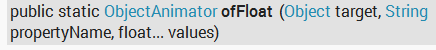 public static ObjectAnimator ofFloat (Object target, String
propertyName, float... values)